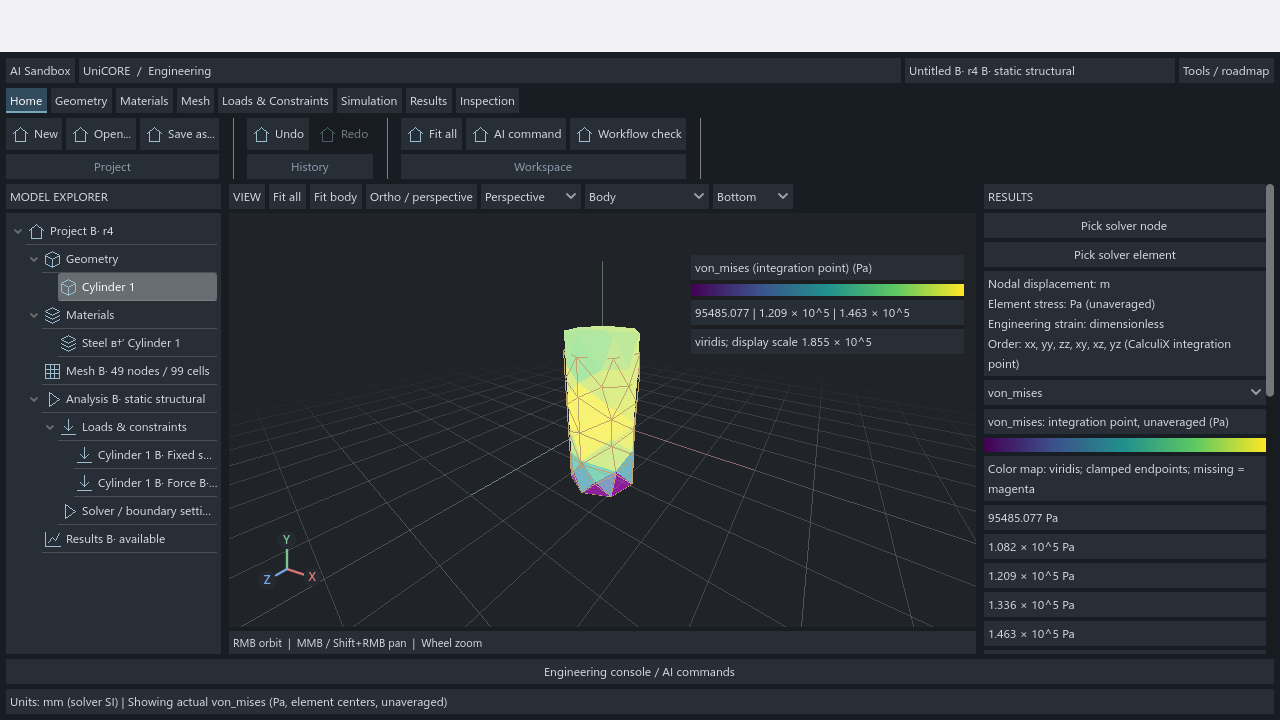 AI Sandbox
UniCORE / Engineering
Untitled В· r4 В· static structural
Tools / roadmap
Home
Geometry
Materials
Mesh
Loads & Constraints
Simulation
Results
Inspection
New
Open...
Save as...
Undo
Redo
Fit all
AI command
Workflow check
Project
History
Workspace
MODEL EXPLORER
VIEW
Fit all
Fit body
Ortho / perspective
Perspective
Body
Bottom
RESULTS
Project В· r4
Geometry
Cylinder 1
Materials
Steel в†’ Cylinder 1
Mesh В· 49 nodes / 99 cells
Analysis В· static structural
Loads & constraints
Cylinder 1 В· Fixed s...
Cylinder 1 В· Force В·...
Solver / boundary setti...
Results В· available
von_mises (integration point) (Pa)
95485.077 | 1.209 × 10^5 | 1.463 × 10^5
viridis; display scale 1.855 × 10^5
Y
Z
X
RMB orbit | MMB / Shift+RMB pan | Wheel zoom
Pick solver node
Pick solver element
Nodal displacement: m
Element stress: Pa (unaveraged)
Engineering strain: dimensionless
Order: xx, yy, zz, xy, xz, yz (CalculiX integration
point)
von_mises
von_mises: integration point, unaveraged (Pa)
Color map: viridis; clamped endpoints; missing =
magenta
95485.077 Pa
1.082 × 10^5 Pa
1.209 × 10^5 Pa
1.336 × 10^5 Pa
1.463 × 10^5 Pa
Engineering console / AI commands
Units: mm (solver SI) | Showing actual von_mises (Pa, element centers, unaveraged)